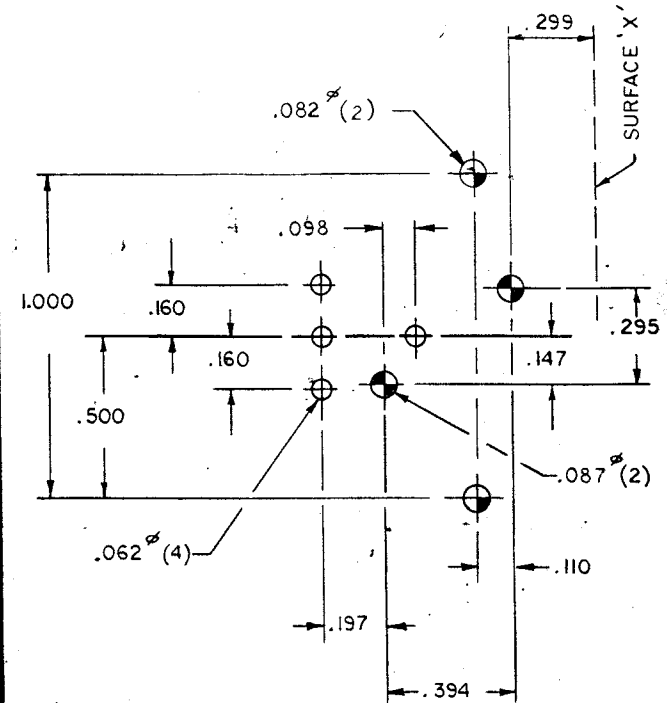 .299
SURFACE 'X'
.082 ø (2)
.098
1.000
.160
.295
.160
.147
.500
.087 ø (2)
.062 ø (4)
.110
.197
.394